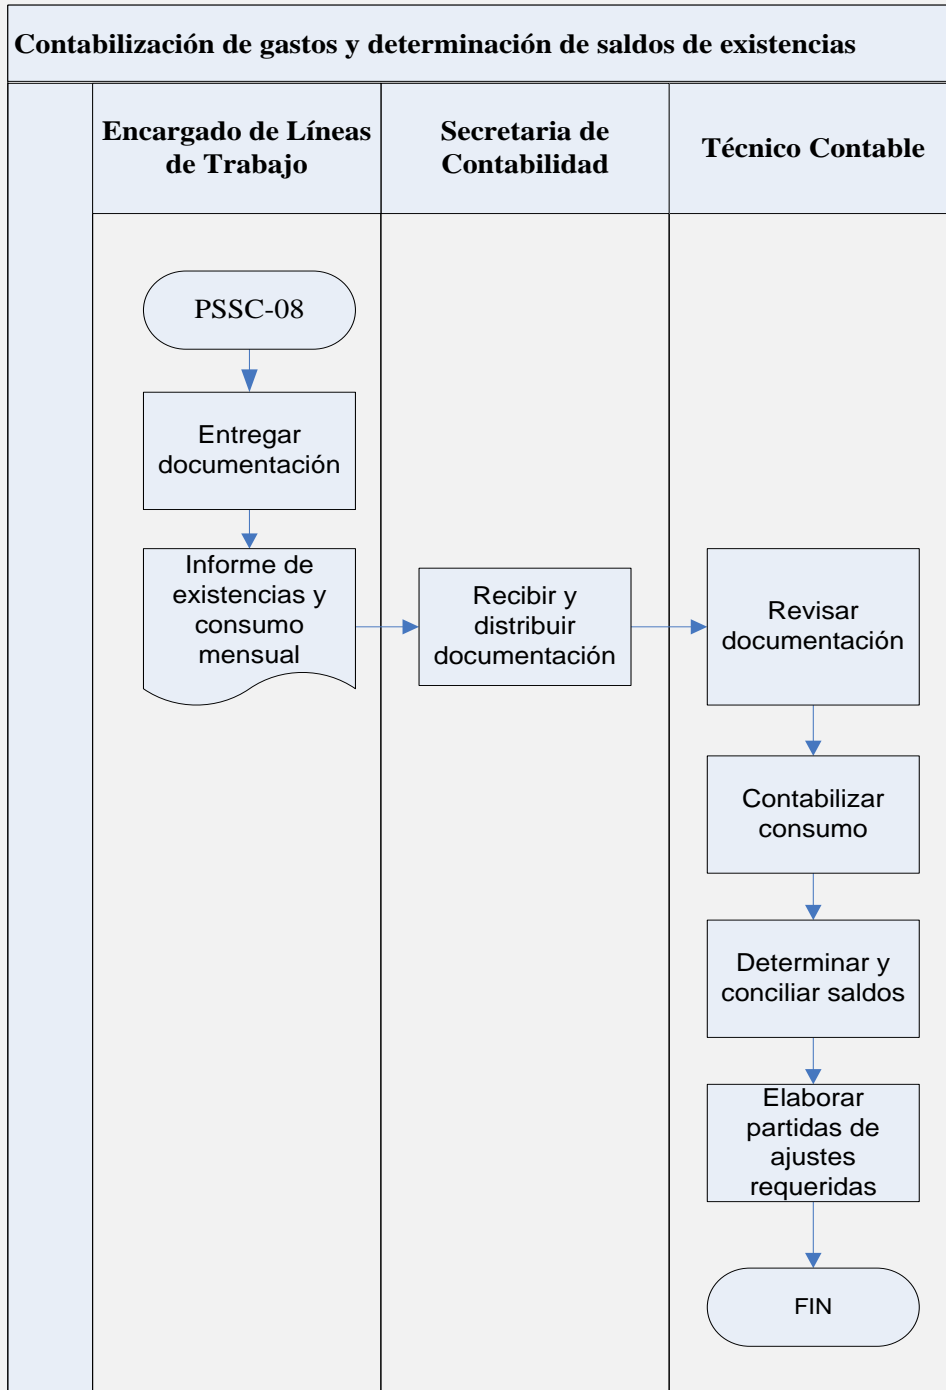 Contabilización de gastos y determinación de saldos de existencias
Encargado de Líneas
de Trabajo
Secretaria de
Contabilidad
Técnico Contable
PSSC-08
Entregar
documentación
Informe de
existencias y
consumo
mensual
Recibir y
distribuir
documentación
Revisar
documentación
Contabilizar
consumo
Determinar y
conciliar saldos
Elaborar
partidas de
ajustes
requeridas
FIN